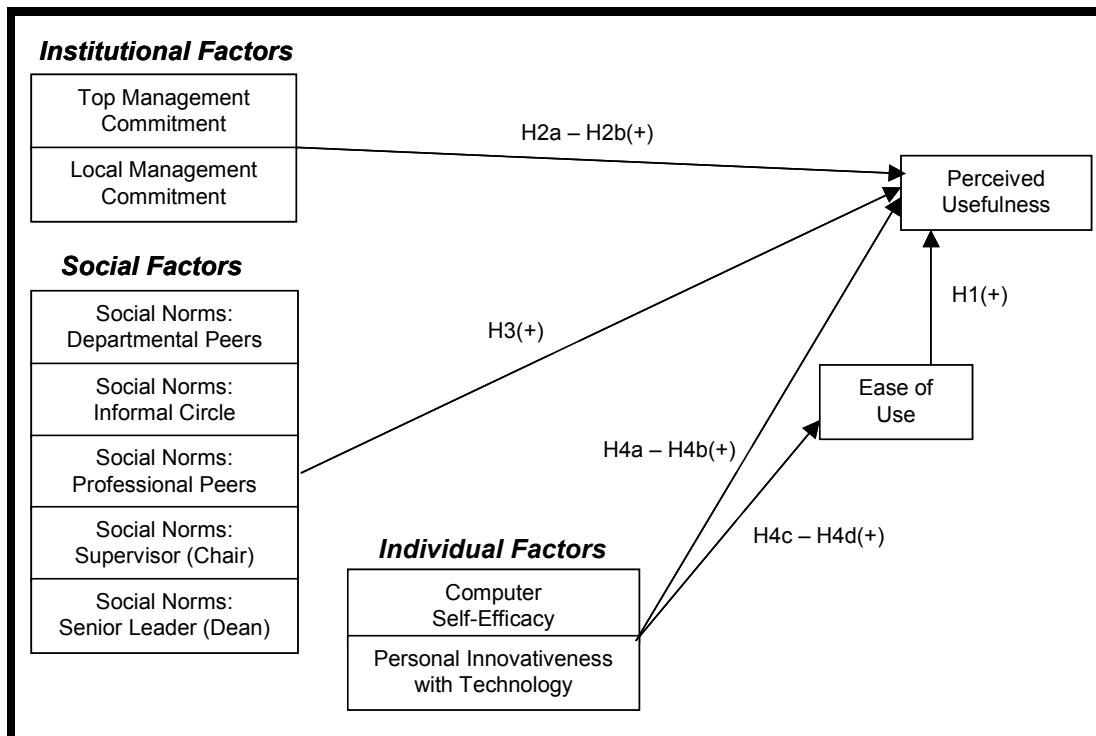 Institutional Factors
Top Management
Commitment
Local Management
Commitment
H2a – H2b(+)
Perceived
Usefulness
Social Factors
Social Norms:
Departmental Peers
Social Norms:
Informal Circle
Social Norms:
Professional Peers
Social Norms:
Supervisor (Chair)
Social Norms:
Senior Leader (Dean)
H3(+)
H1(+)
Ease of
Use
H4a – H4b(+)
H4c – H4d(+)
Individual Factors
Computer
Self-Efficacy
Personal Innovativeness
with Technology